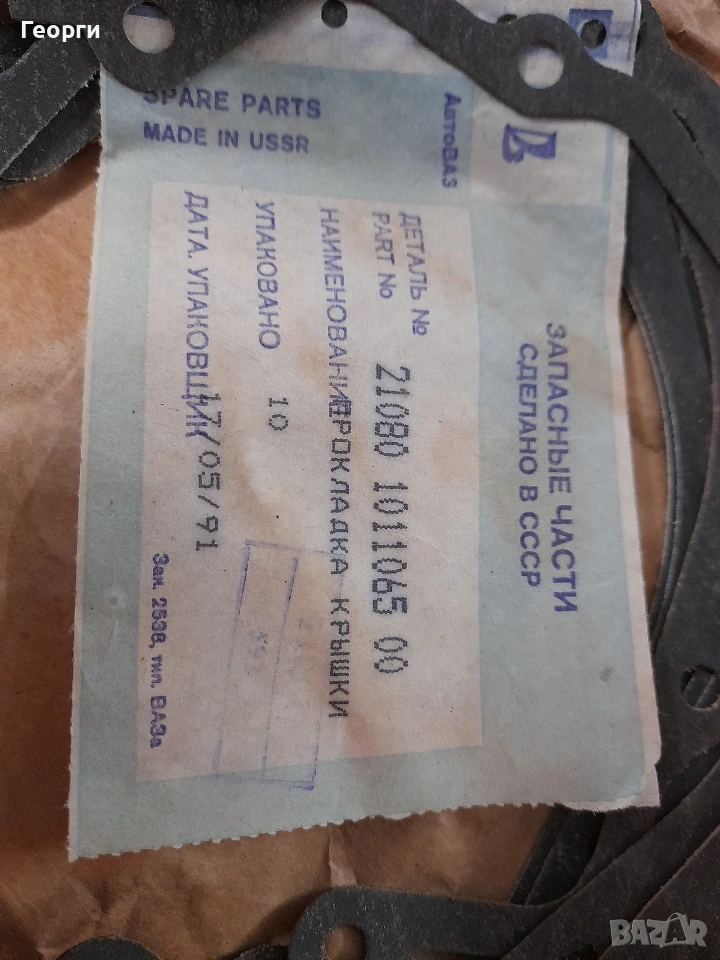 Георги
SPARE PARTS
MADE IN USSR
АвтоВАЗ
ЗАПАСНЫЕ ЧАСТИ
СДЕЛАНО В СССР
ДЕТАЛЬ №
PART No
21080 1011065 00
НАИМЕНОВАНИЕ ПРОКЛАДКА КРЫШКИ
УПАКОВАНО 10
ДАТА. УПАКОВЩИК 17/05/91
Зак. 2538, тип. ВАЗа
BAZAR